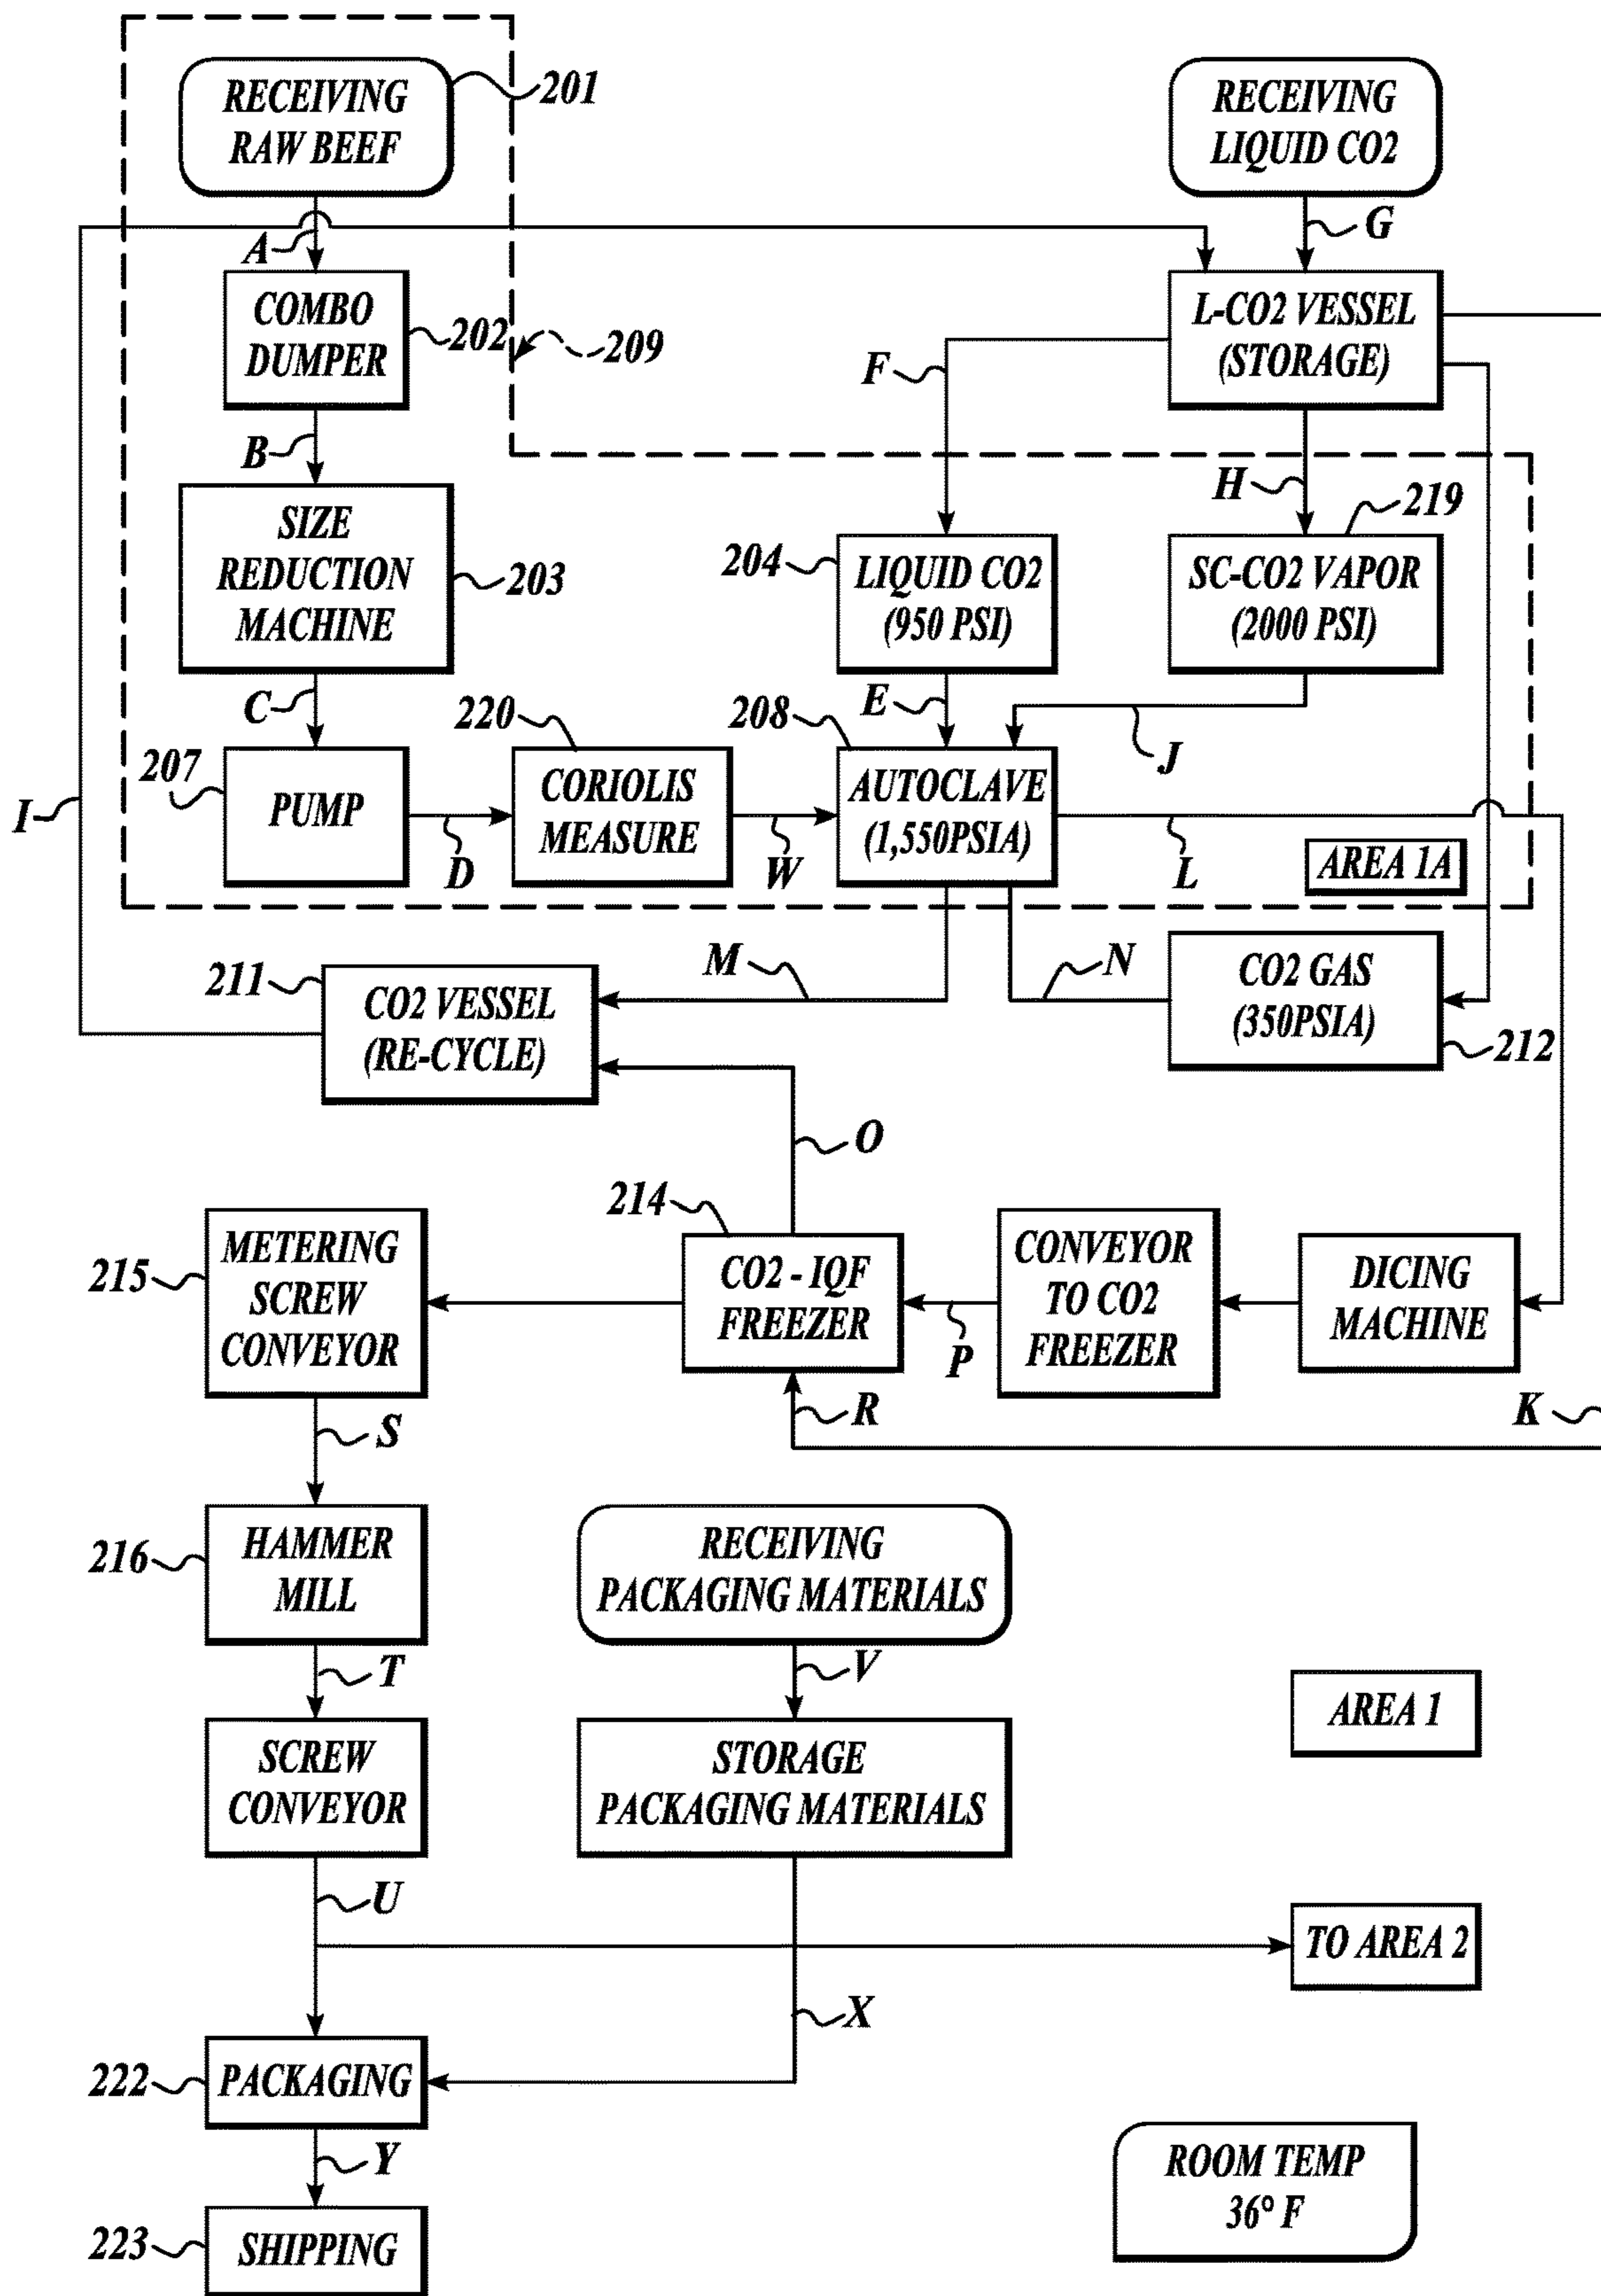 RECEIVING
RAW BEEF
201
RECEIVING
LIQUID CO2
A
G
COMBO
DUMPER
202
209
L-CO2 VESSEL
(STORAGE)
F
B
H
219
SIZE
REDUCTION
MACHINE
203
204
LIQUID CO2
(950 PSI)
SC-CO2 VAPOR
(2000 PSI)
C
220
208
E
J
207
I
PUMP
D
CORIOLIS
MEASURE
W
AUTOCLAVE
(1,550PSIA)
L
AREA 1A
211
CO2 VESSEL
(RE-CYCLE)
M
N
CO2 GAS
(350PSIA)
212
O
214
215
METERING
SCREW
CONVEYOR
CO2 - IQF
FREEZER
P
CONVEYOR
TO CO2
FREEZER
DICING
MACHINE
R
K
S
216
HAMMER
MILL
RECEIVING
PACKAGING MATERIALS
T
V
AREA 1
SCREW
CONVEYOR
STORAGE
PACKAGING MATERIALS
U
TO AREA 2
X
222
PACKAGING
Y
ROOM TEMP
36° F
223
SHIPPING